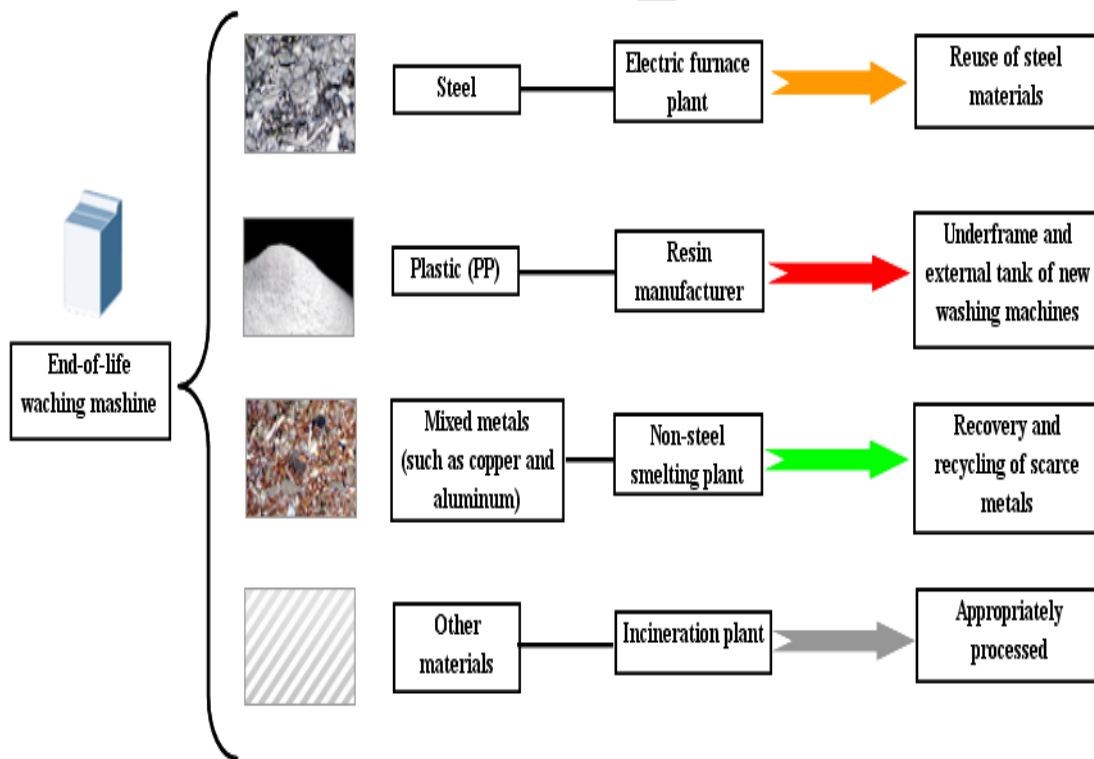 Steel
Electric furnace
plant
Reuse of steel
materials
Plastic (PP)
Resin
manufacturer
Underframe and
external tank of new
washing machines
End-of-life
waching mashine
Mixed metals
(such as copper and
aluminum)
Non-steel
smelting plant
Recovery and
recycling of scarce
metals
Other
materials
Incineration plant
Appropriately
processed